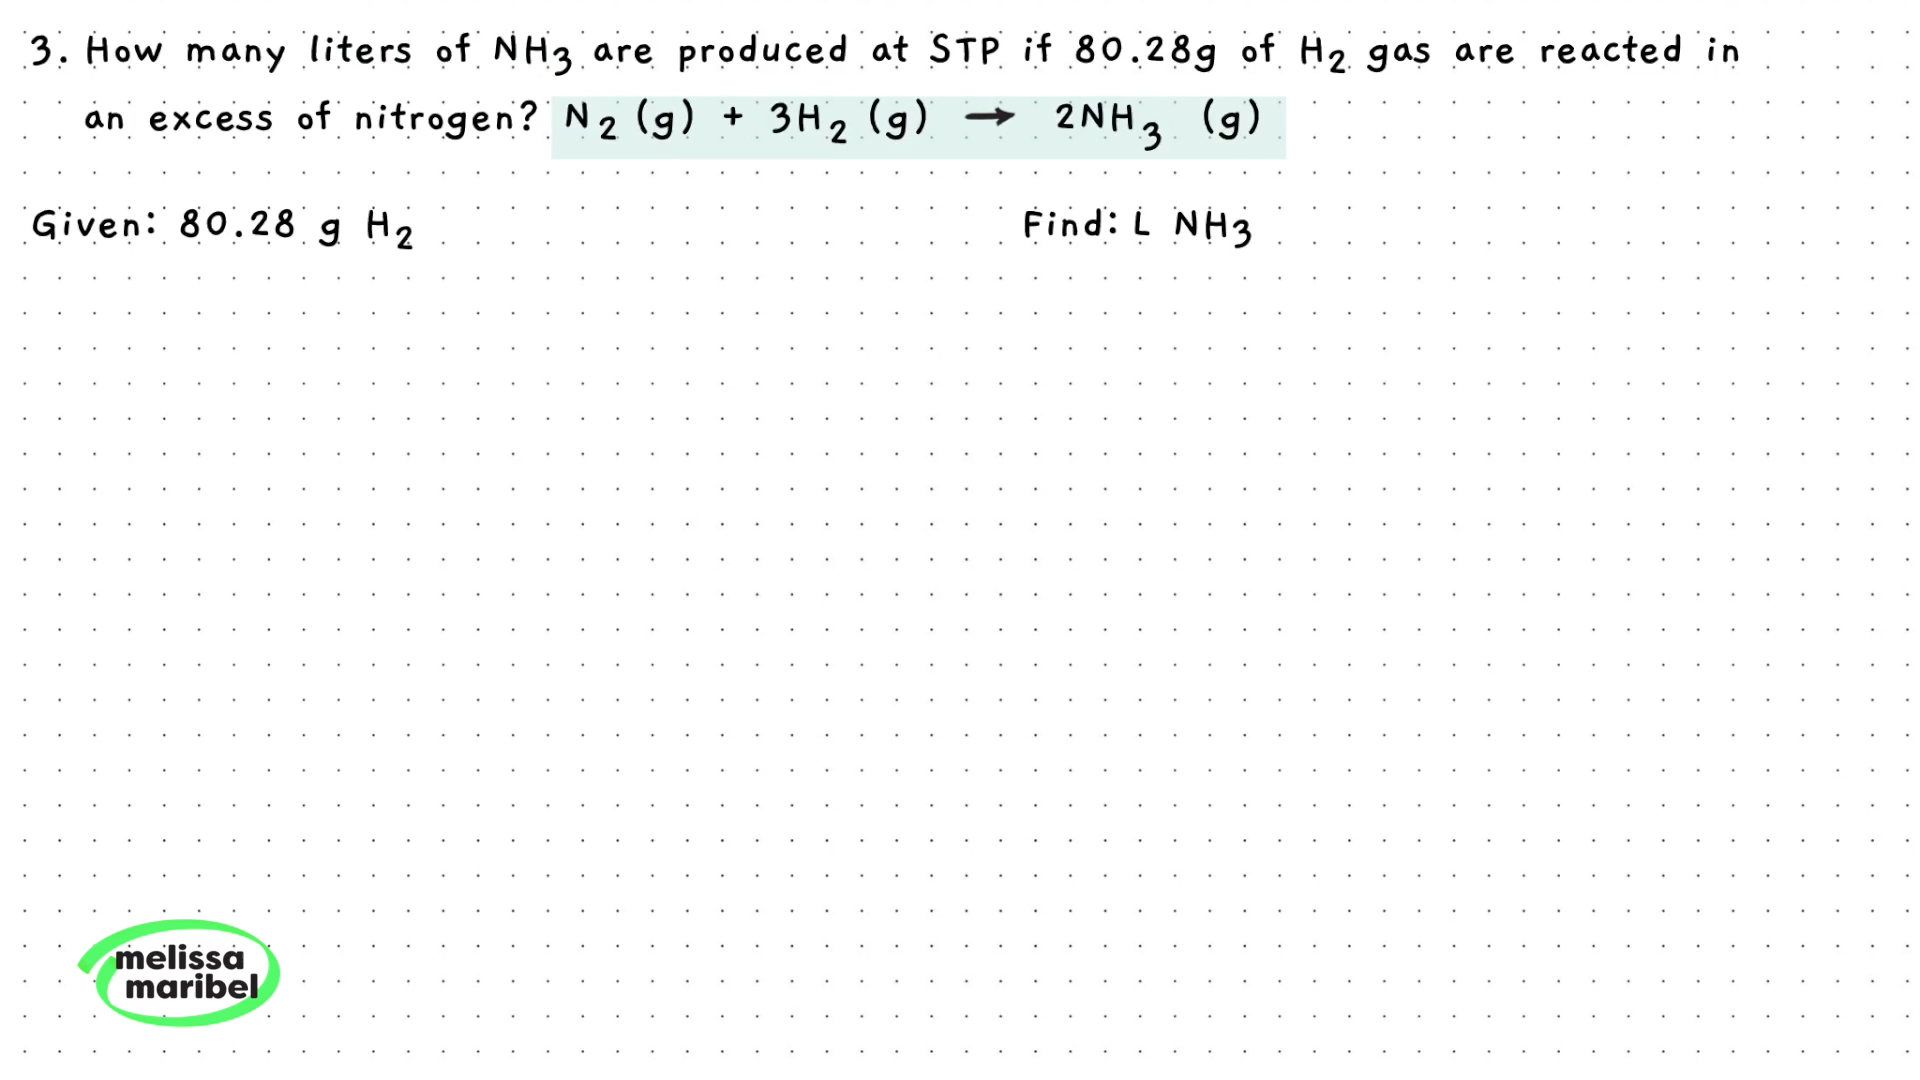 3. How many liters of NH3 are produced at STP if 80.28g of H2 gas are reacted in
an excess of nitrogen? N2 (g) + 3H2 (g) → 2NH3 (g)
Given: 80.28 g H2
Find: L NH3
melissa
maribel